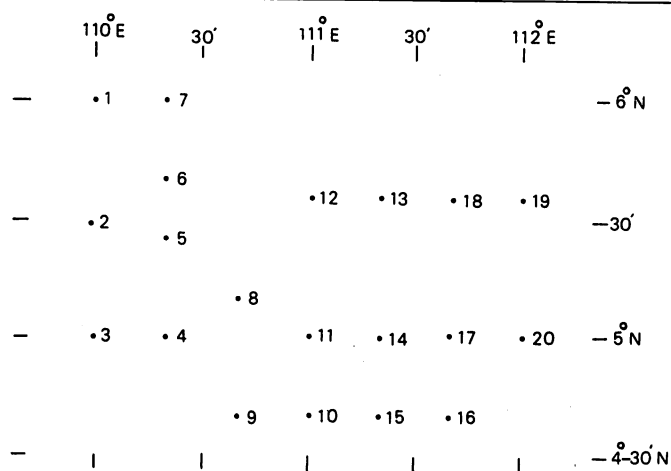 110°E 30' 111°E 30' 112°E
— •1 •7 — 6°N
•6
•12 •13 •18 •19
— •2 — 30'
•5
•8
— •3 •4 •11 •14 •17 •20 — 5°N
•9 •10 •15 •16
— — 4°-30'N